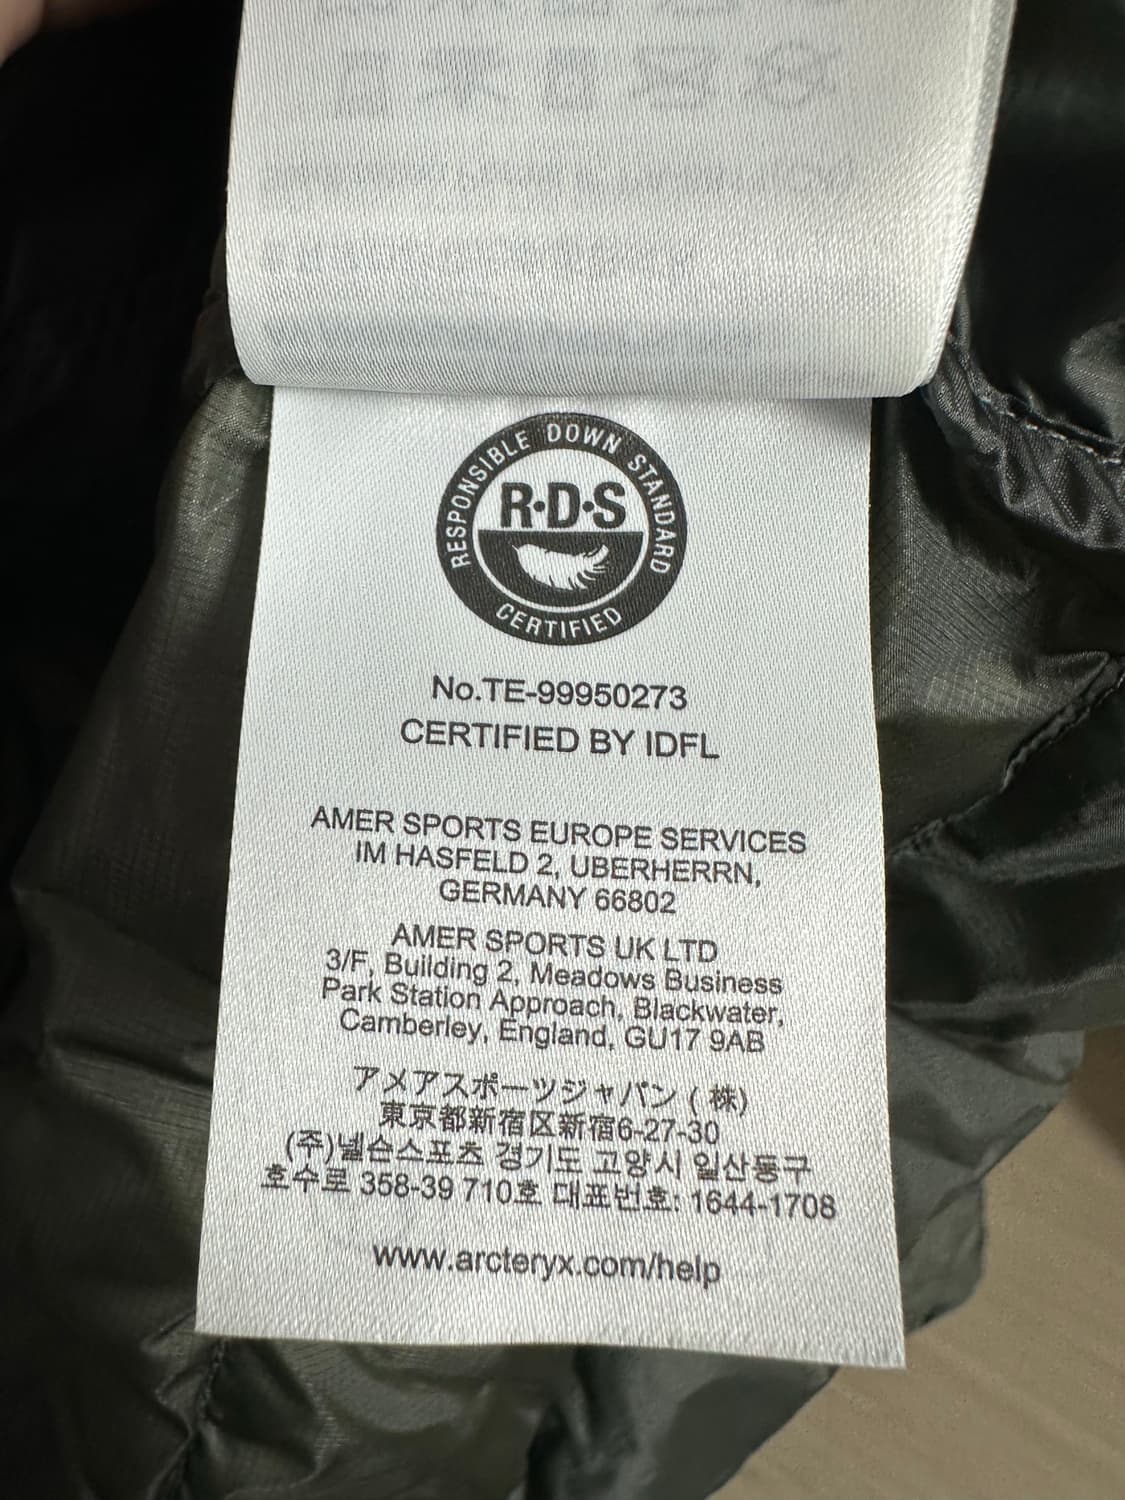 RESPONSIBLE DOWN STANDARD
R·D·S
CERTIFIED
No.TE-99950273
CERTIFIED BY IDFL
AMER SPORTS EUROPE SERVICES
IM HASFELD 2, UBERHERRN,
GERMANY 66802
AMER SPORTS UK LTD
3/F, Building 2, Meadows Business
Park Station Approach, Blackwater,
Camberley, England, GU17 9AB
アメアスポーツジャパン ( 株)
東京都新宿区新宿6-27-30
(주)넬슨스포츠 경기도 고양시 일산동구
호수로 358-39 710호 대표번호: 1644-1708
www.arcteryx.com/help